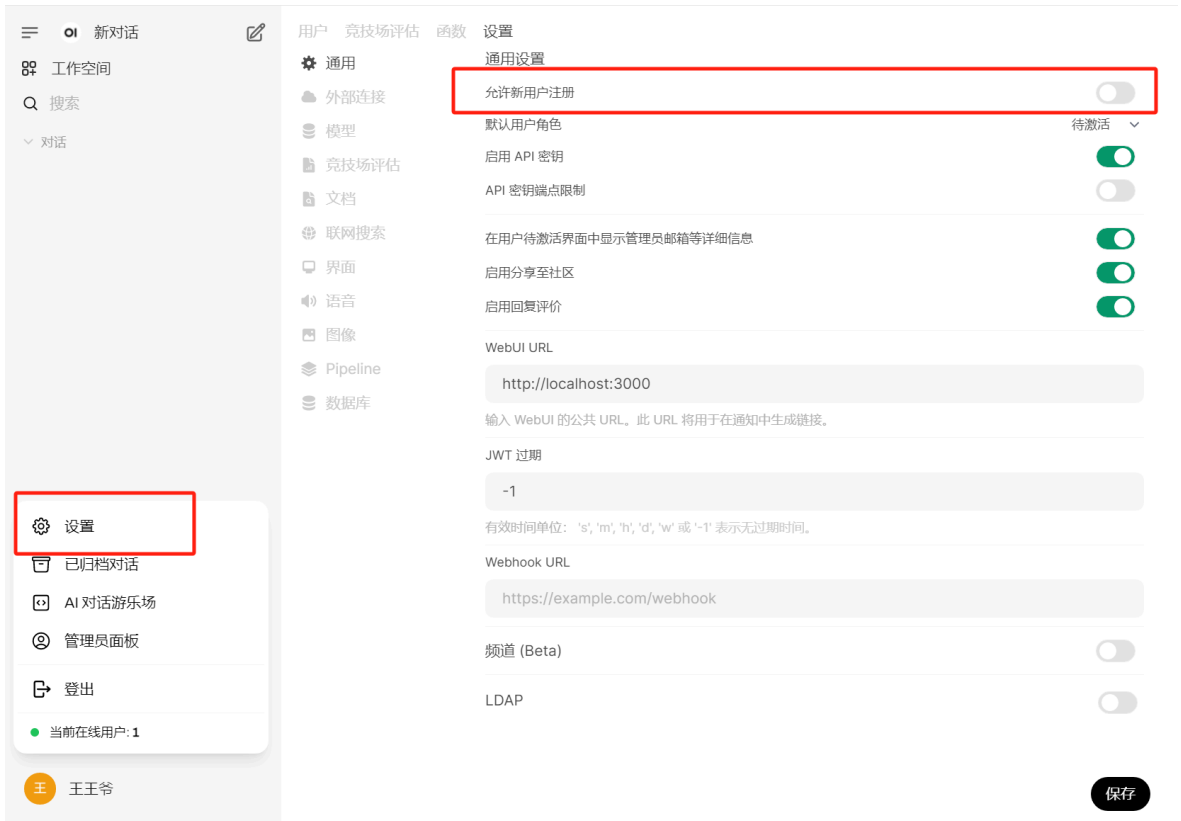 OI 新对话
工作空间
搜索
对话
设置
已归档对话
AI 对话游乐场
管理员面板
登出
当前在线用户: 1
王 王王爷
用户 竞技场评估 函数 设置
通用
外部连接
模型
竞技场评估
文档
联网搜索
界面
语音
图像
Pipeline
数据库
通用设置
允许新用户注册
默认用户角色 待激活
启用 API 密钥
API 密钥端点限制
在用户待激活界面中显示管理员邮箱等详细信息
启用分享至社区
启用回复评价
WebUI URL
http://localhost:3000
输入 WebUI 的公共 URL。此 URL 将用于在通知中生成链接。
JWT 过期
-1
有效时间单位： 's', 'm', 'h', 'd', 'w' 或 '-1' 表示无过期时间。
Webhook URL
https://example.com/webhook
频道 (Beta)
LDAP
保存